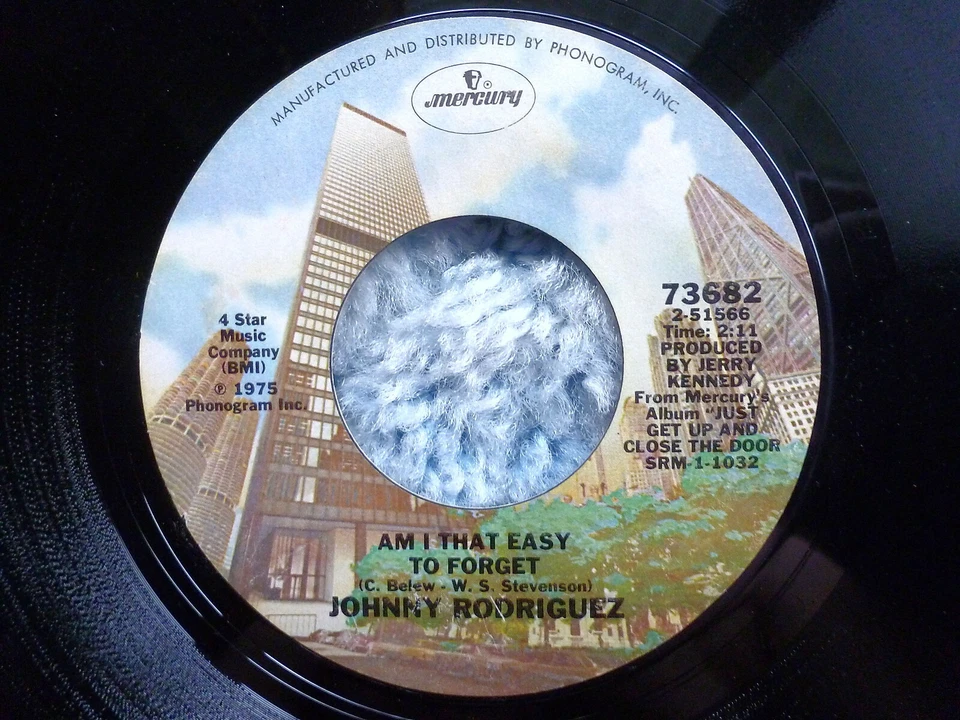 MANUFACTURED AND DISTRIBUTED BY PHONOGRAM, INC.
mercury
4 Star
Music
Company
(BMI)
℗ 1975
Phonogram Inc.
73682
2-51566
Time: 2:11
PRODUCED
BY JERRY
KENNEDY
From Mercury's
Album "JUST
GET UP AND
CLOSE THE DOOR
SRM-1-1032
AM I THAT EASY
TO FORGET
(C. Belew - W. S. Stevenson)
JOHNNY RODRIGUEZ